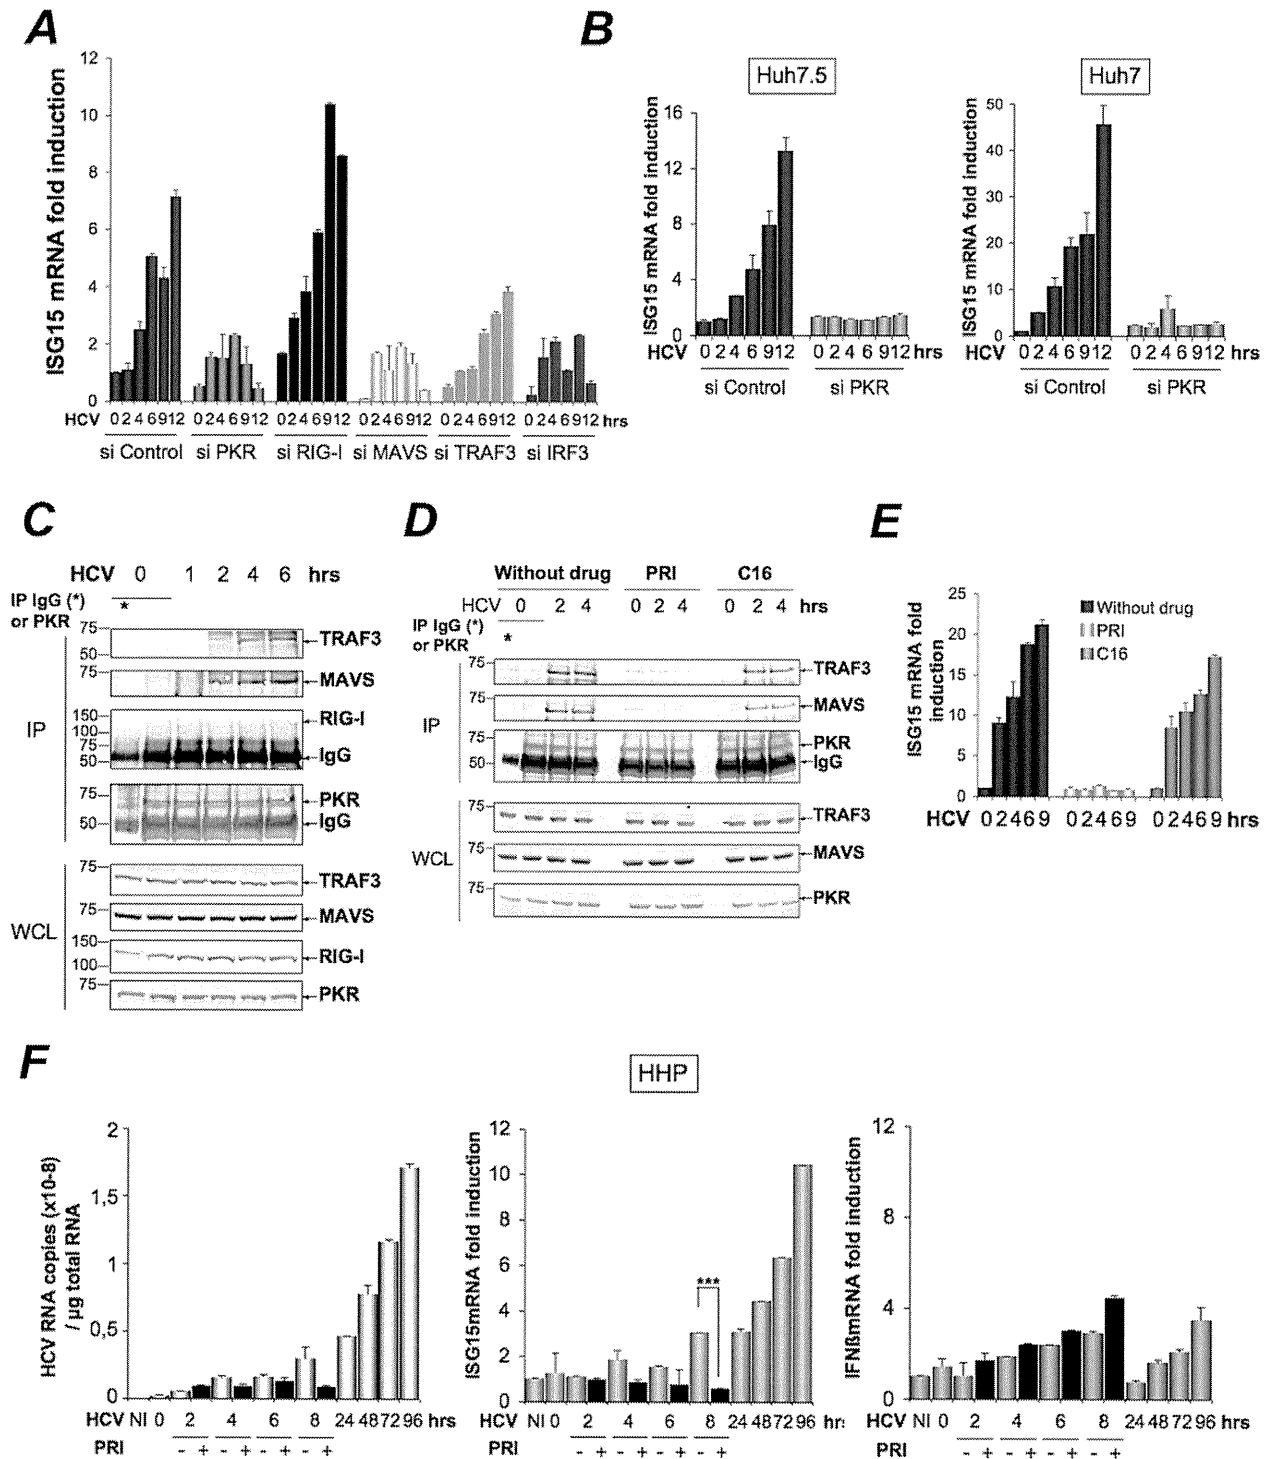 A
ISG15 mRNA fold induction
12
10
8
6
4
2
0
HCV 0 2 4 6 9 12 0 2 4 6 9 12 0 2 4 6 9 12 0 2 4 6 9 12 0 2 4 6 9 12 0 2 4 6 9 12 hrs
si Control si PKR si RIG-I si MAVS si TRAF3 si IRF3
B
Huh7.5
ISG15 mRNA fold induction
16
12
8
4
0
HCV 0 2 4 6 9 12 0 2 4 6 9 12 hrs
si Control si PKR
Huh7
ISG15 mRNA fold induction
50
40
30
20
10
0
HCV 0 2 4 6 9 12 0 2 4 6 9 12 hrs
si Control si PKR
C
HCV 0 1 2 4 6 hrs
IP IgG (*)
or PKR
*
IP
75
50
TRAF3
75
MAVS
150
100
75
50
RIG-I
IgG
75
50
PKR
IgG
WCL
75
TRAF3
75
MAVS
150
100
RIG-I
75
PKR
D
Without drug PRI C16
HCV 0 2 4 0 2 4 0 2 4 hrs
IP IgG (*)
or PKR
*
IP
75
TRAF3
75
MAVS
75
50
PKR
IgG
WCL
75
TRAF3
75
MAVS
75
PKR
E
ISG15 mRNA fold
induction
25
20
15
10
5
0
Without drug
PRI
C16
HCV 0 2 4 6 9 0 2 4 6 9 0 2 4 6 9 hrs
F
HHP
HCV RNA copies (x10-8)
/ µg total RNA
2
1,5
1
0,5
0
HCV NI 0 2 4 6 8 24 48 72 96 hrs
PRI - + - + - + - +
ISG15mRNA fold induction
12
10
8
6
4
2
0
***
HCV NI 0 2 4 6 8 24 48 72 96 hr
PRI - + - + - + - +
IFNßmRNA fold induction
12
8
4
0
HCV NI 0 2 4 6 8 24 48 72 96 hrs
PRI - + - + - + - +